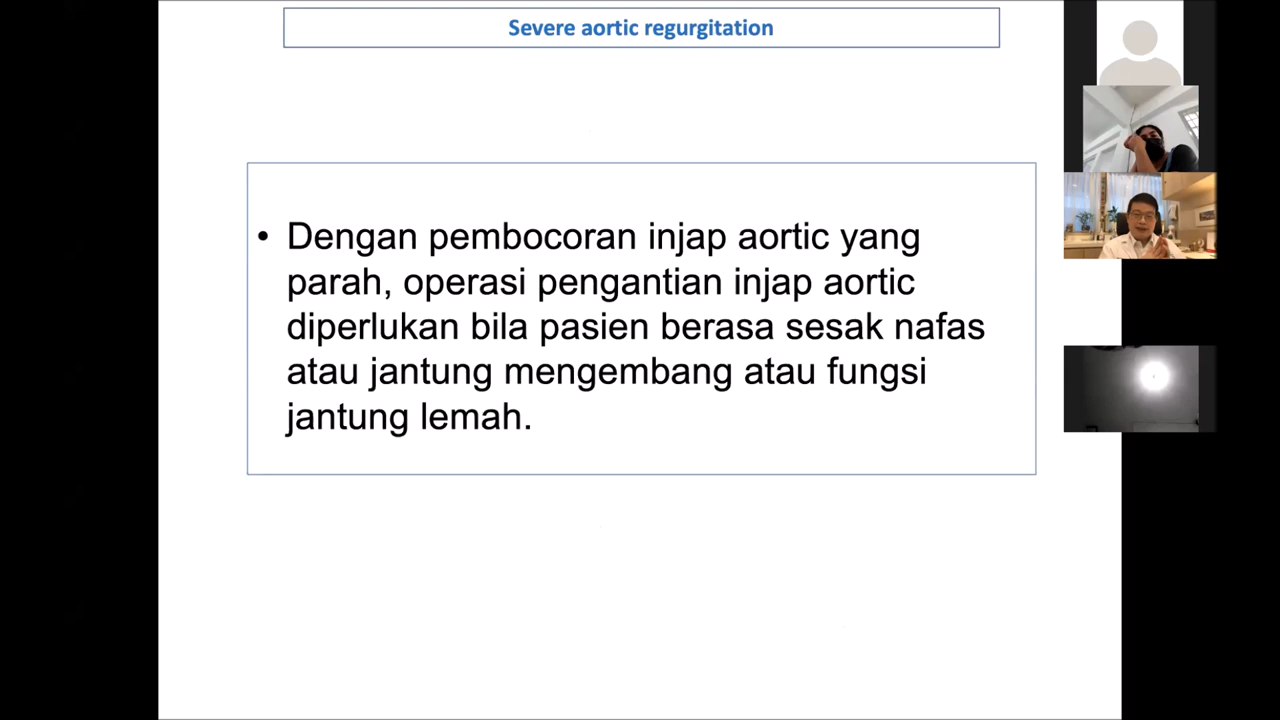 Severe aortic regurgitation
• Dengan pembocoran injap aortic yang
parah, operasi pengantian injap aortic
diperlukan bila pasien berasa sesak nafas
atau jantung mengembang atau fungsi
jantung lemah.